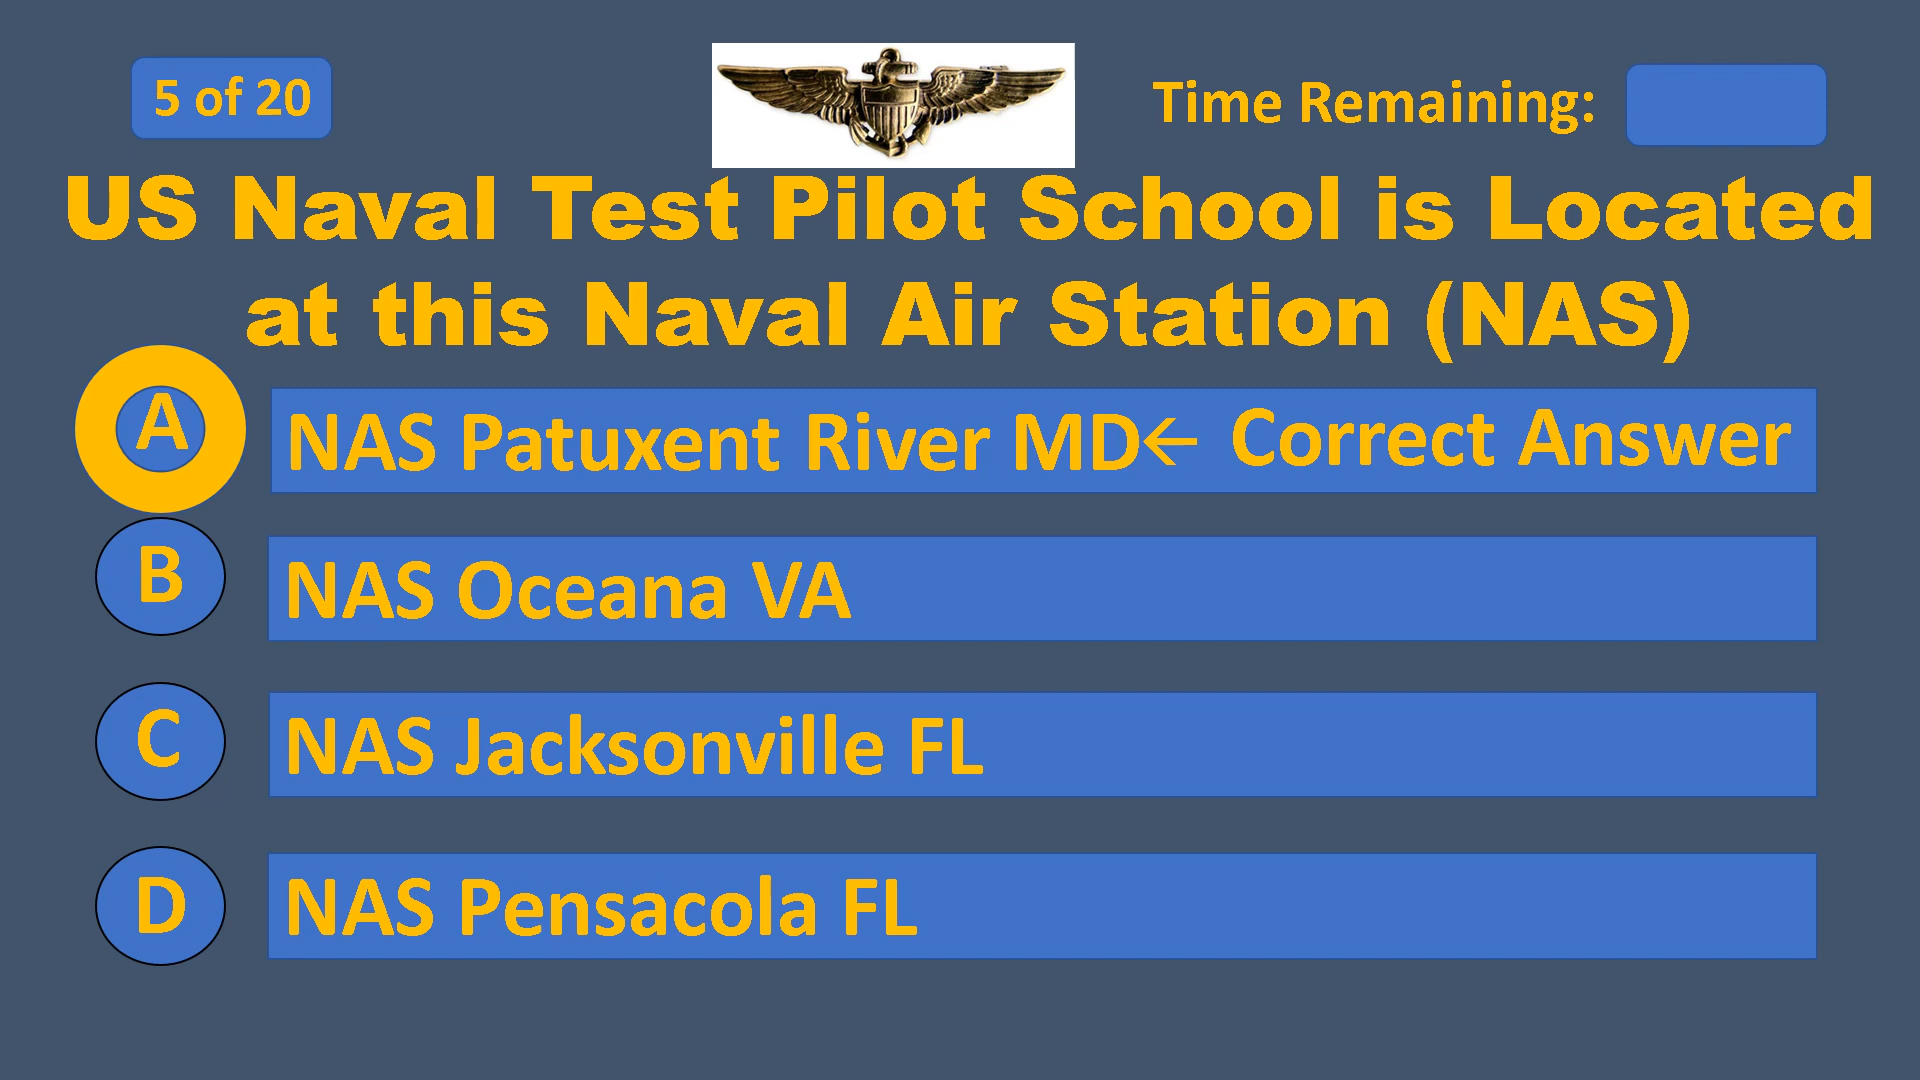 5 of 20
Time Remaining:
US Naval Test Pilot School is Located
at this Naval Air Station (NAS)
A
NAS Patuxent River MD← Correct Answer
B
NAS Oceana VA
C
NAS Jacksonville FL
D
NAS Pensacola FL